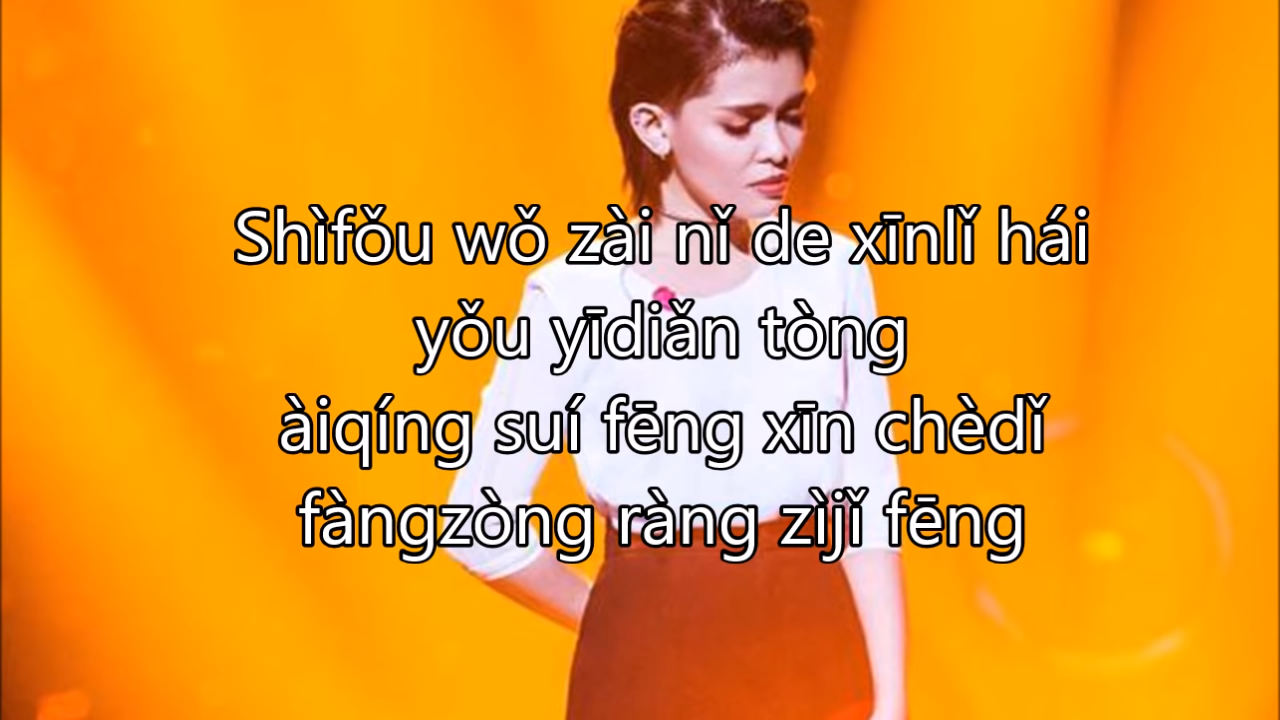 Shìfǒu wǒ zài nǐ de xīnlǐ hái
yǒu yīdiǎn tòng
àiqíng suí fēng xīn chèdǐ
fàngzòng ràng zìjǐ fēng